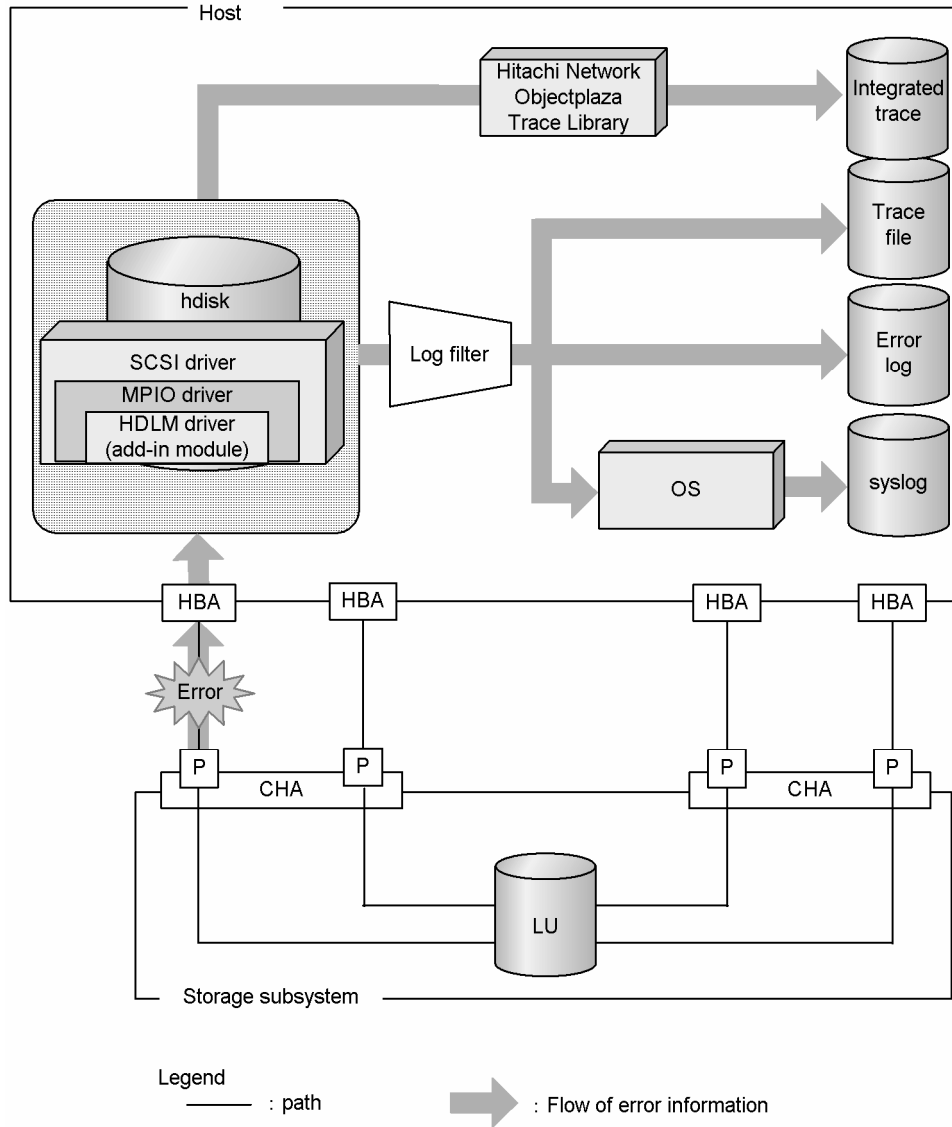 Host
Hitachi Network
Objectplaza
Trace Library
Integrated
trace
Trace
file
hdisk
SCSI driver
MPIO driver
HDLM driver
(add-in module)
Log filter
Error
log
OS
syslog
HBA
HBA
HBA
HBA
Error
P
P
P
P
CHA
CHA
LU
Storage subsystem
Legend
: path
: Flow of error information